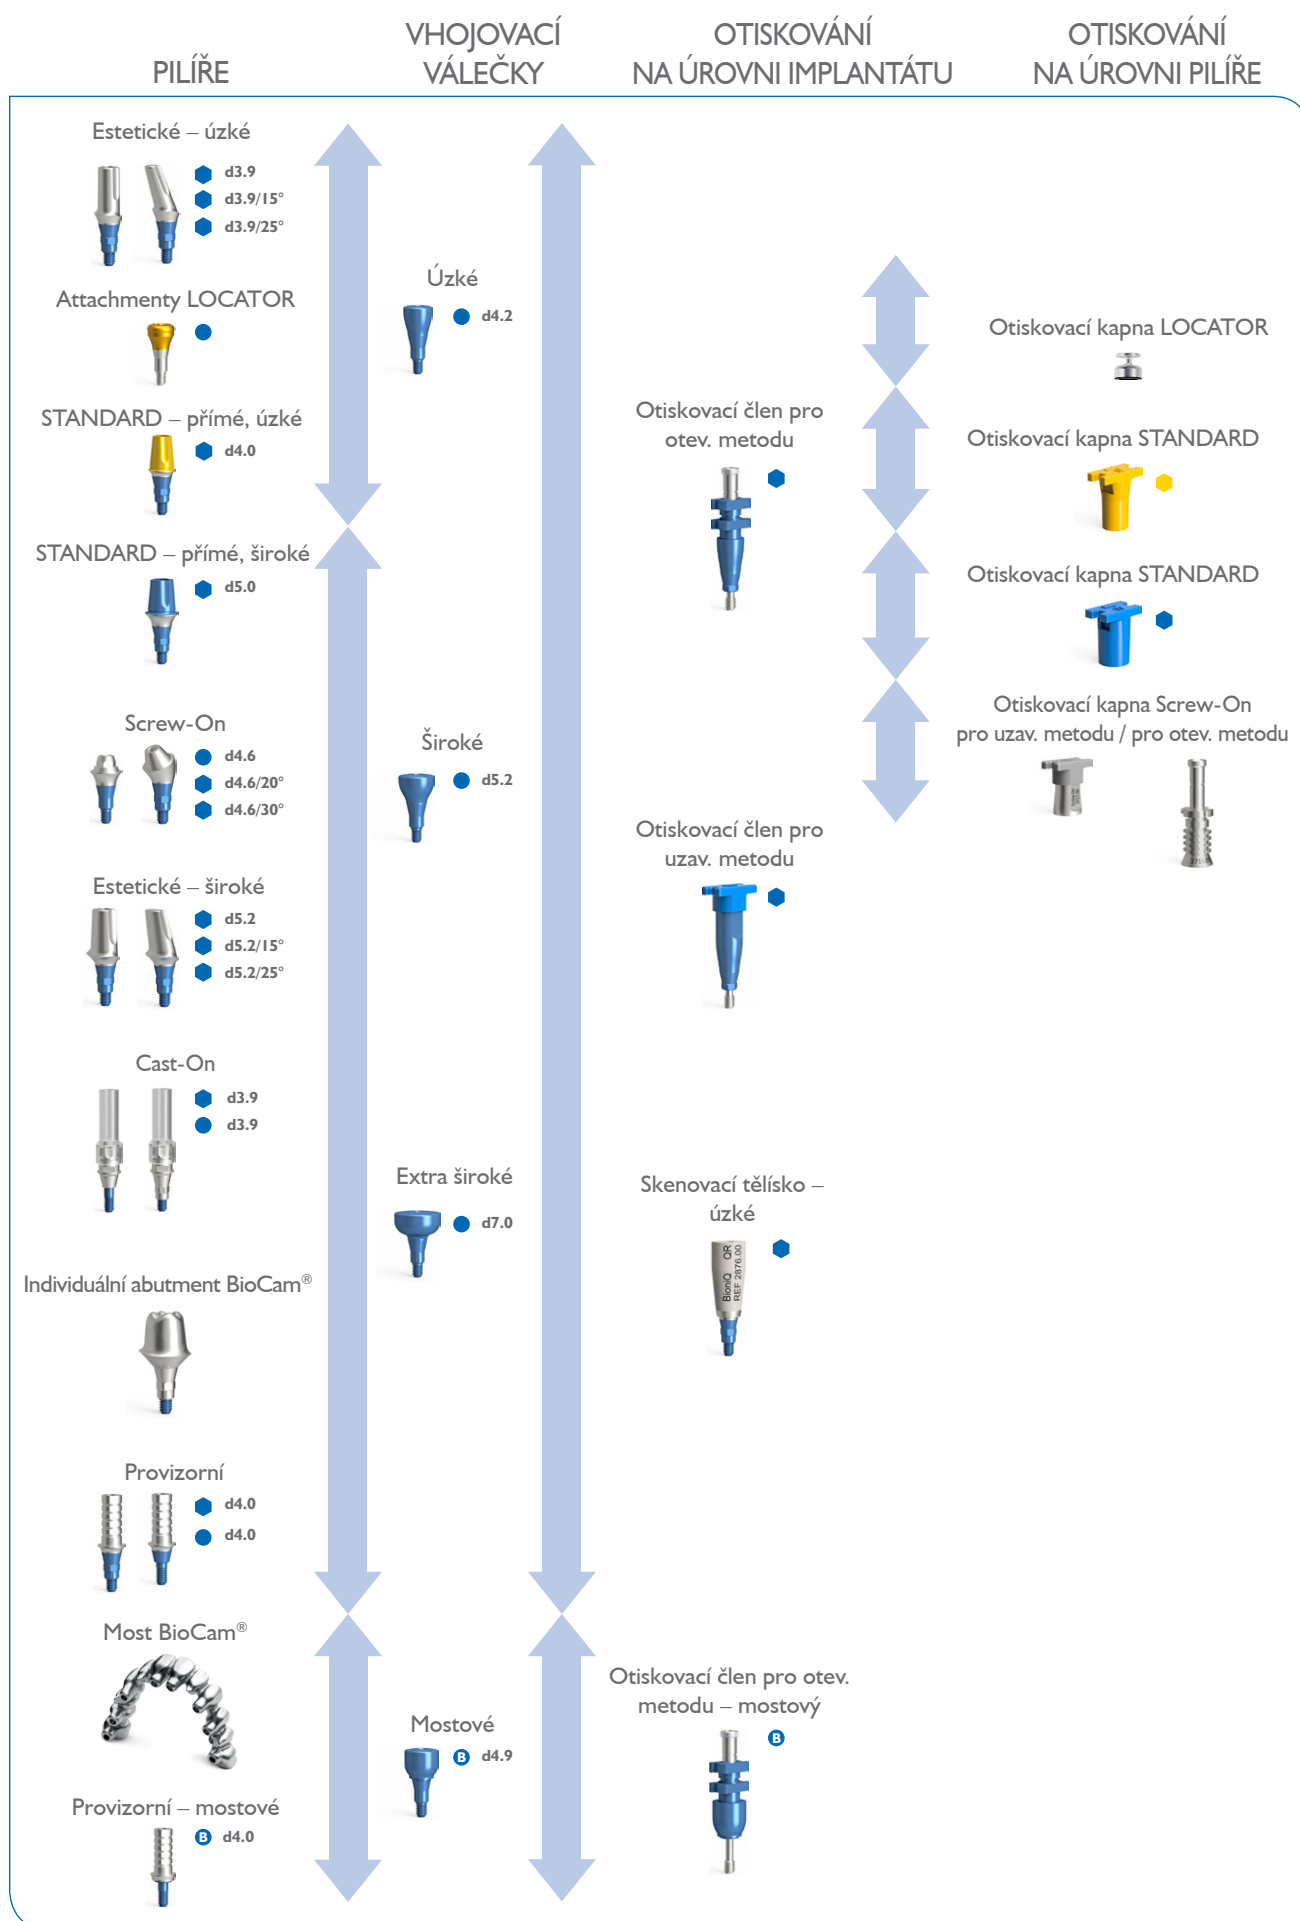 PILÍŘE
VHOJOVACÍ
VÁLEČKY
OTISKOVÁNÍ
NA ÚROVNI IMPLANTÁTU
OTISKOVÁNÍ
NA ÚROVNI PILÍŘE
Estetické – úzké
d3.9
d3.9/15°
d3.9/25°
Attachmenty LOCATOR
STANDARD – přímé, úzké
d4.0
STANDARD – přímé, široké
d5.0
Screw-On
d4.6
d4.6/20°
d4.6/30°
Estetické – široké
d5.2
d5.2/15°
d5.2/25°
Cast-On
d3.9
d3.9
Individuální abutment BioCam®
Provizorní
d4.0
d4.0
Most BioCam®
Provizorní – mostové
B d4.0
Úzké
d4.2
Široké
d5.2
Extra široké
d7.0
Mostové
B d4.9
Otiskovací člen pro
otev. metodu
Otiskovací člen pro
uzav. metodu
Skenovací tělísko –
úzké
BioniQ QR
REF 2876.00
Otiskovací člen pro otev.
metodu – mostový
B
Otiskovací kapna LOCATOR
Otiskovací kapna STANDARD
Otiskovací kapna STANDARD
Otiskovací kapna Screw-On
pro uzav. metodu / pro otev. metodu